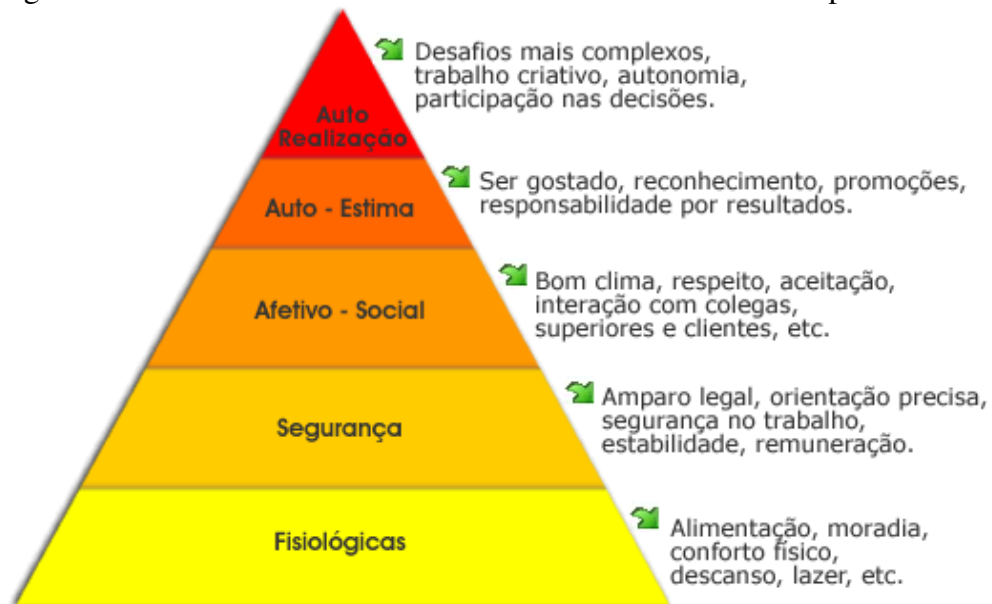 Desafios mais complexos,
trabalho criativo, autonomia,
participação nas decisões.
Auto
Realização
Ser gostado, reconhecimento, promoções,
responsabilidade por resultados.
Auto - Estima
Bom clima, respeito, aceitação,
interação com colegas,
superiores e clientes, etc.
Afetivo - Social
Amparo legal, orientação precisa,
segurança no trabalho,
estabilidade, remuneração.
Segurança
Alimentação, moradia,
conforto físico,
descanso, lazer, etc.
Fisiológicas